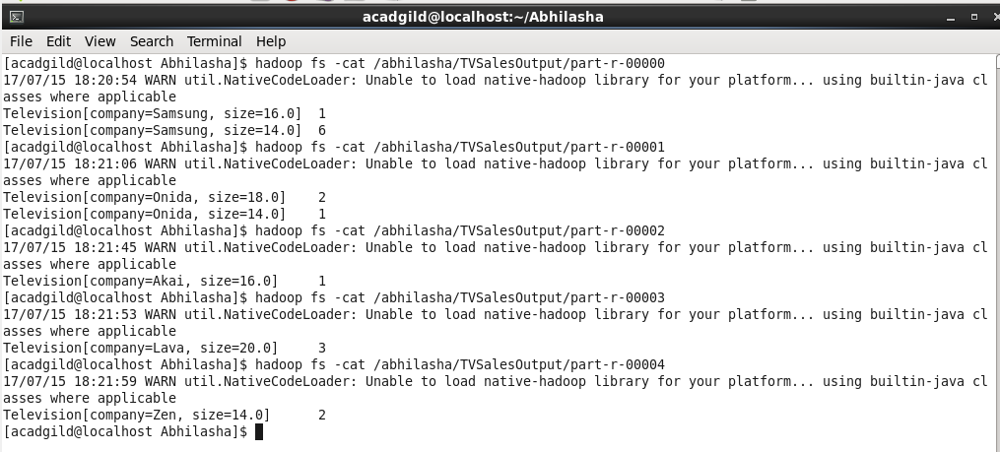 acadgild@localhost:~/Abhilasha
File Edit View Search Terminal Help
[acadgild@localhost Abhilasha]$ hadoop fs -cat /abhilasha/TVSalesOutput/part-r-00000
17/07/15 18:20:54 WARN util.NativeCodeLoader: Unable to load native-hadoop library for your platform... using builtin-java cl
asses where applicable
Television[company=Samsung, size=16.0]  1
Television[company=Samsung, size=14.0]  6
[acadgild@localhost Abhilasha]$ hadoop fs -cat /abhilasha/TVSalesOutput/part-r-00001
17/07/15 18:21:06 WARN util.NativeCodeLoader: Unable to load native-hadoop library for your platform... using builtin-java cl
asses where applicable
Television[company=Onida, size=18.0]    2
Television[company=Onida, size=14.0]    1
[acadgild@localhost Abhilasha]$ hadoop fs -cat /abhilasha/TVSalesOutput/part-r-00002
17/07/15 18:21:45 WARN util.NativeCodeLoader: Unable to load native-hadoop library for your platform... using builtin-java cl
asses where applicable
Television[company=Akai, size=16.0]     1
[acadgild@localhost Abhilasha]$ hadoop fs -cat /abhilasha/TVSalesOutput/part-r-00003
17/07/15 18:21:53 WARN util.NativeCodeLoader: Unable to load native-hadoop library for your platform... using builtin-java cl
asses where applicable
Television[company=Lava, size=20.0]     3
[acadgild@localhost Abhilasha]$ hadoop fs -cat /abhilasha/TVSalesOutput/part-r-00004
17/07/15 18:21:59 WARN util.NativeCodeLoader: Unable to load native-hadoop library for your platform... using builtin-java cl
asses where applicable
Television[company=Zen, size=14.0]      2
[acadgild@localhost Abhilasha]$